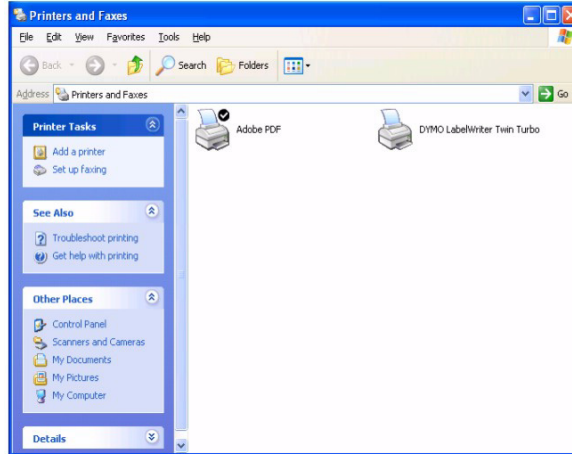 Printers and Faxes
File Edit View Favorites Tools Help
Back Search Folders
Address Printers and Faxes Go
Printer Tasks
Add a printer
Set up faxing
See Also
Troubleshoot printing
Get help with printing
Other Places
Control Panel
Scanners and Cameras
My Documents
My Pictures
My Computer
Details
Adobe PDF
DYMO LabelWriter Twin Turbo